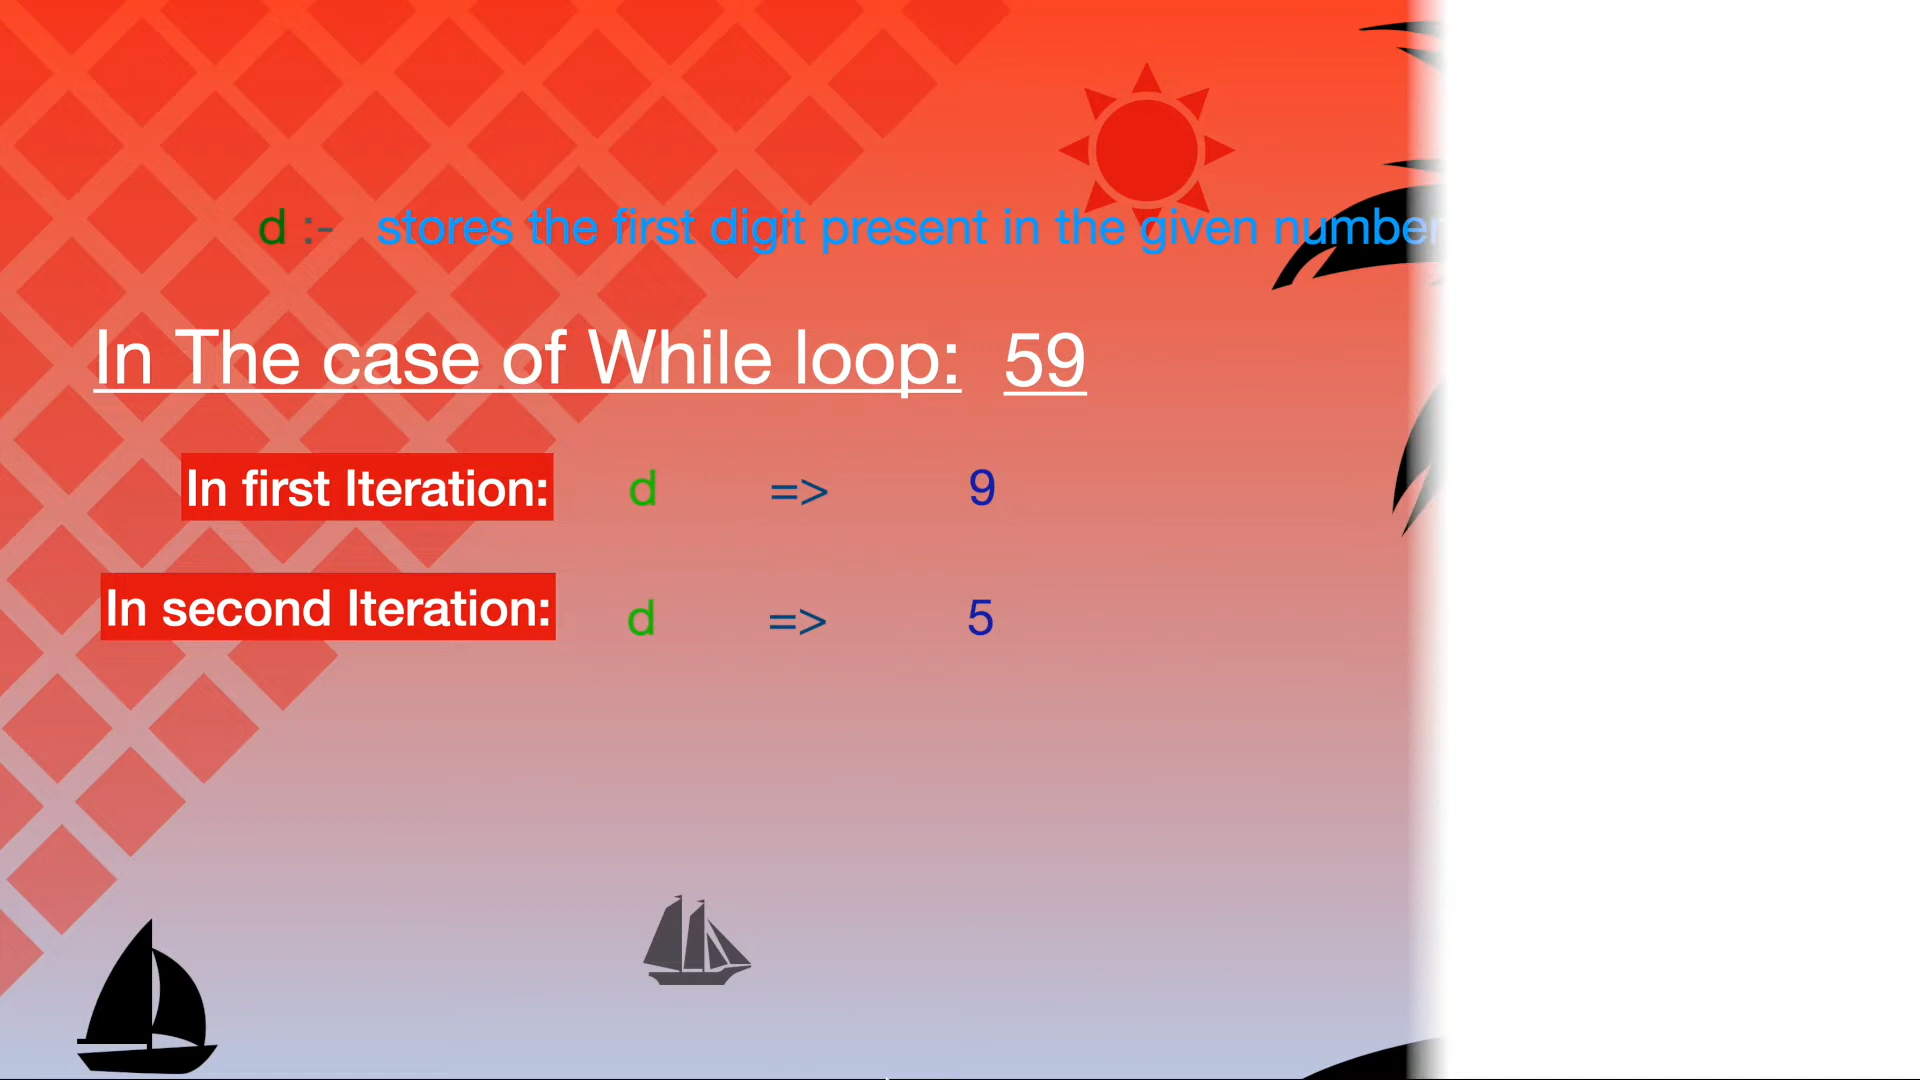 d :- stores the first digit present in the given number
In The case of While loop: 59
In first Iteration: d => 9
In second Iteration: d => 5